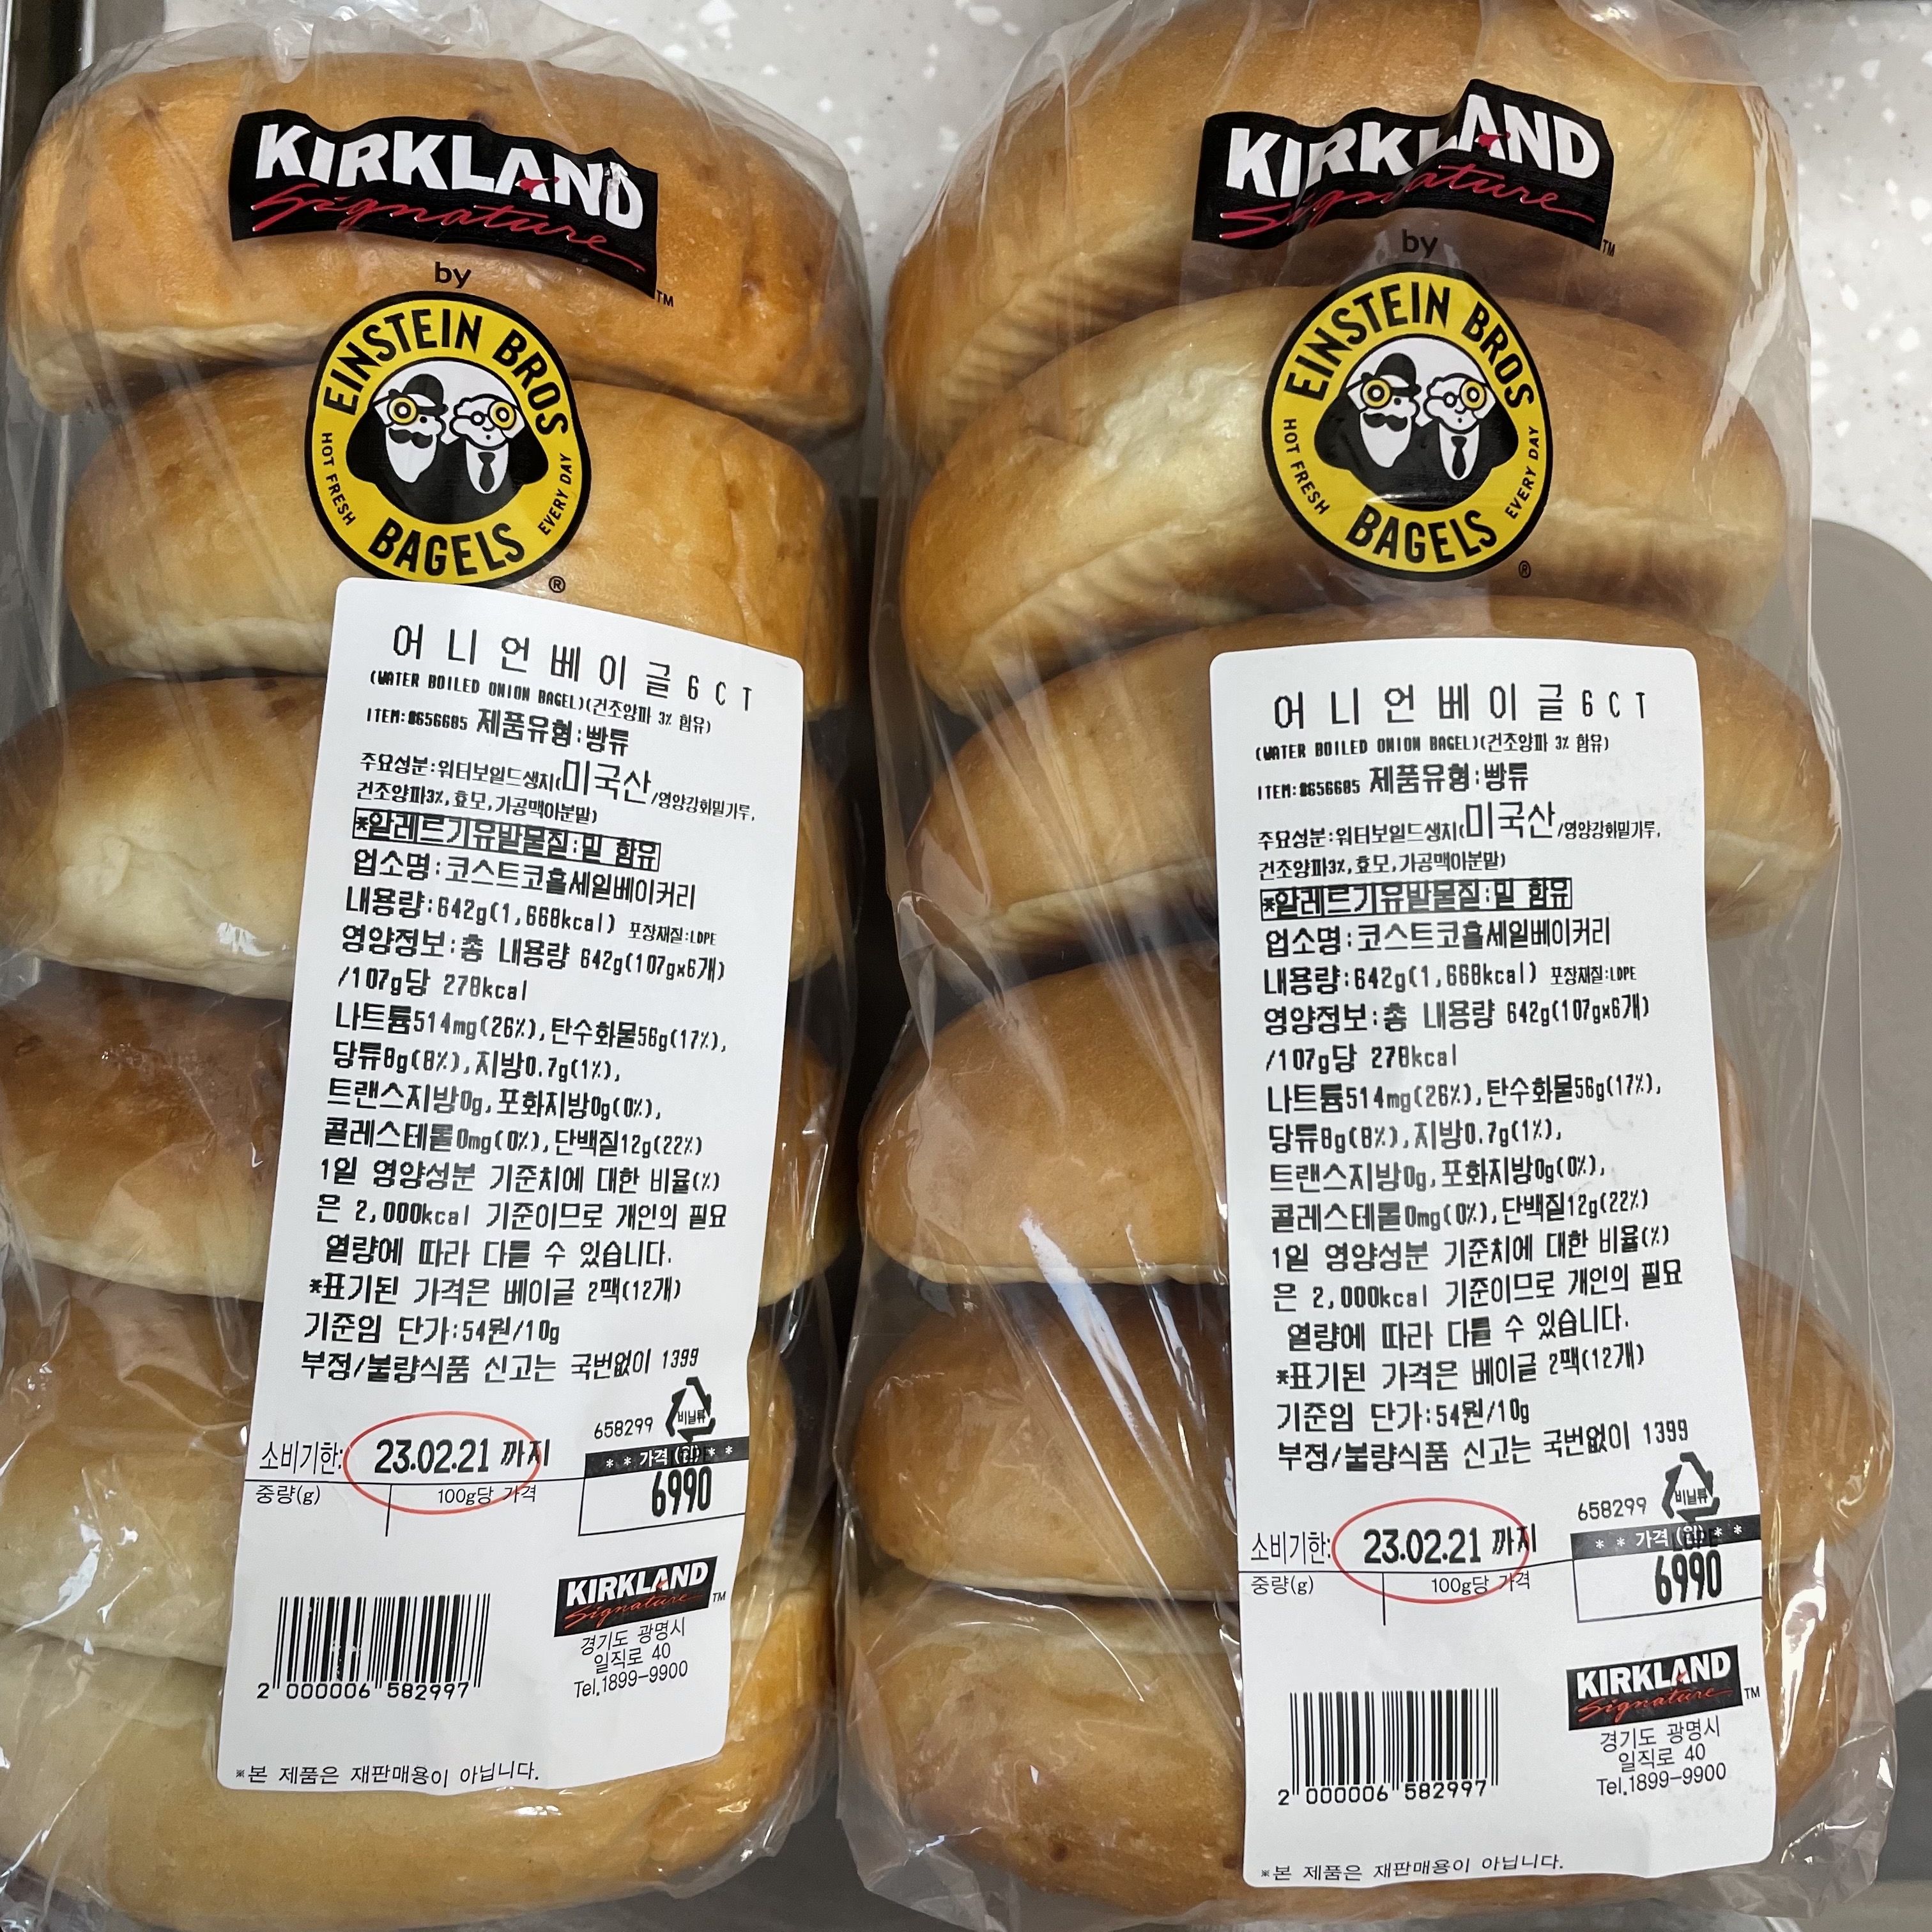 KIRKLAND
Signature™
by
EINSTEIN BROS
HOT FRESH
EVERY DAY
BAGELS®
어니언베이글6CT
(WATER BOILED ONION BAGEL)(건조양파 3% 함유)
ITEM:#656685 제품유형:빵류
주요성분:워터보일드생지(미국산/영양강화밀가루,
건조양파3%,효모,가공맥아분말)
*알레르기유발물질:밀 함유
업소명:코스트코홀세일베이커리
내용량:642g(1,668kcal) 포장재질:LDPE
영양정보:총 내용량 642g(107gx6개)
/107g당 278kcal
나트륨514mg(26%),탄수화물56g(17%),
당류8g(8%),지방0.7g(1%),
트랜스지방0g,포화지방0g(0%),
콜레스테롤0mg(0%),단백질12g(22%)
1일 영양성분 기준치에 대한 비율(%)
은 2,000kcal 기준이므로 개인의 필요
열량에 따라 다를 수 있습니다.
*표기된 가격은 베이글 2팩(12개)
기준임 단가:54원/10g
부정/불량식품 신고는 국번없이 1399
658299
비닐류
LDPE
소비기한: 23.02.21 까지
** 가격(원) **
중량(g)
100g당 가격
6990
KIRKLAND
Signature™
경기도 광명시
일직로 40
Tel.1899-9900
2 000006 582997
※본 제품은 재판매용이 아닙니다.
KIRKLAND
Signature™
by
EINSTEIN BROS
HOT FRESH
EVERY DAY
BAGELS®
어니언베이글6CT
(WATER BOILED ONION BAGEL)(건조양파 3% 함유)
ITEM:#656685 제품유형:빵류
주요성분:워터보일드생지(미국산/영양강화밀가루,
건조양파3%,효모,가공맥아분말)
*알레르기유발물질:밀 함유
업소명:코스트코홀세일베이커리
내용량:642g(1,668kcal) 포장재질:LDPE
영양정보:총 내용량 642g(107gx6개)
/107g당 278kcal
나트륨514mg(26%),탄수화물56g(17%),
당류8g(8%),지방0.7g(1%),
트랜스지방0g,포화지방0g(0%),
콜레스테롤0mg(0%),단백질12g(22%)
1일 영양성분 기준치에 대한 비율(%)
은 2,000kcal 기준이므로 개인의 필요
열량에 따라 다를 수 있습니다.
*표기된 가격은 베이글 2팩(12개)
기준임 단가:54원/10g
부정/불량식품 신고는 국번없이 1399
658299
비닐류
LDPE
소비기한: 23.02.21 까지
** 가격(원) **
중량(g)
100g당 가격
6990
KIRKLAND
Signature™
경기도 광명시
일직로 40
Tel.1899-9900
2 000006 582997
※본 제품은 재판매용이 아닙니다.